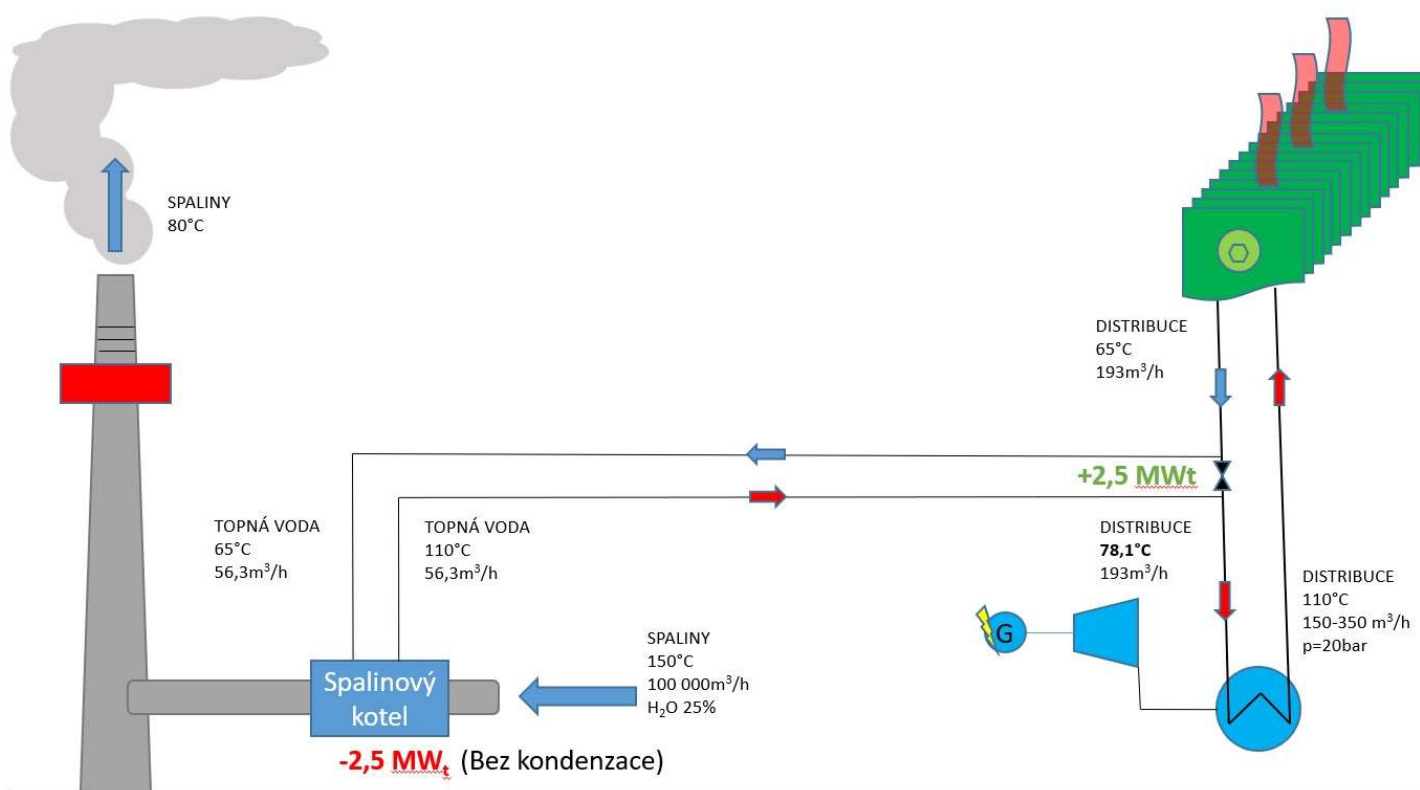 SPALINY
80°C
DISTRIBUCE
65°C
193m³/h
+2,5 MWt
TOPNÁ VODA
65°C
56,3m³/h
TOPNÁ VODA
110°C
56,3m³/h
DISTRIBUCE
78,1°C
193m³/h
DISTRIBUCE
110°C
150-350 m³/h
p=20bar
G
SPALINY
150°C
100 000m³/h
H₂O 25%
Spalinový
kotel
-2,5 MWₜ (Bez kondenzace)